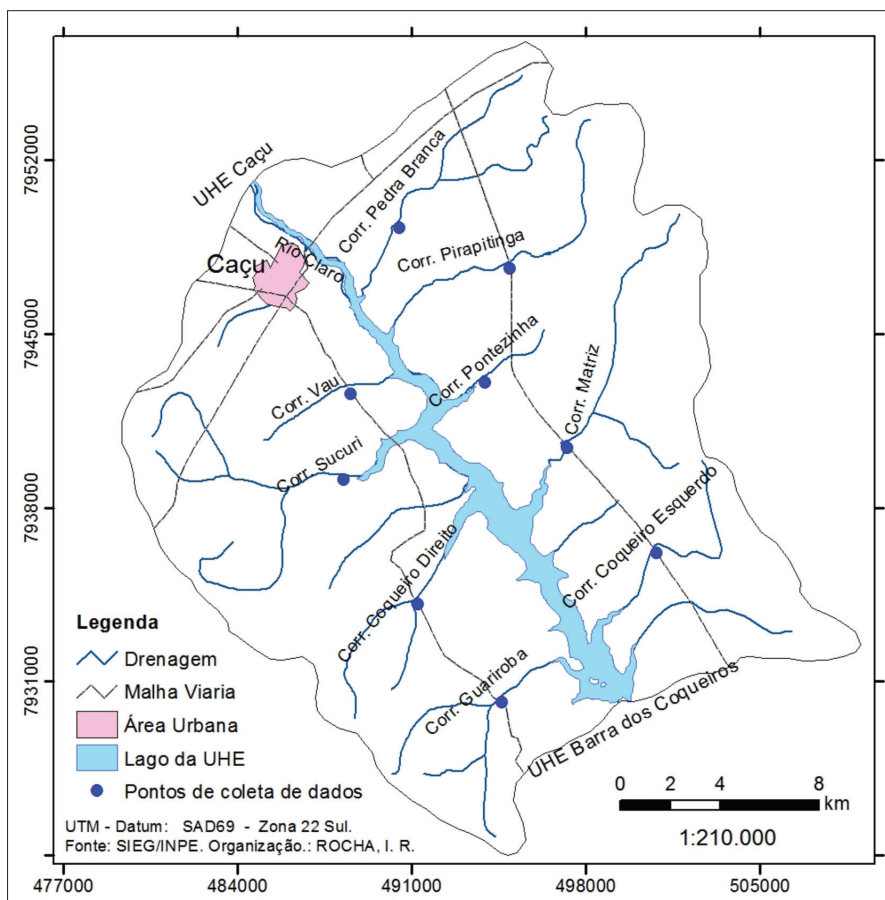 UHE Caçu
Corr. Pedra Branca
Caçu
Rio Claro
Corr. Pirapitinga
Corr. Pontezinha
Corr. Vau
Corr. Matriz
Corr. Sucuri
Corr. Coqueiro Esquerdo
Corr. Coqueiro Direito
Corr. Guariroba
UHE Barra dos Coqueiros
7952000
7945000
7938000
7931000
Legenda
Drenagem
Malha Viaria
Área Urbana
Lago da UHE
Pontos de coleta de dados
UTM - Datum: SAD69 - Zona 22 Sul.
Fonte: SIEG/INPE. Organização.: ROCHA, I. R.
0 2 4 8
km
1:210.000
477000 484000 491000 498000 505000